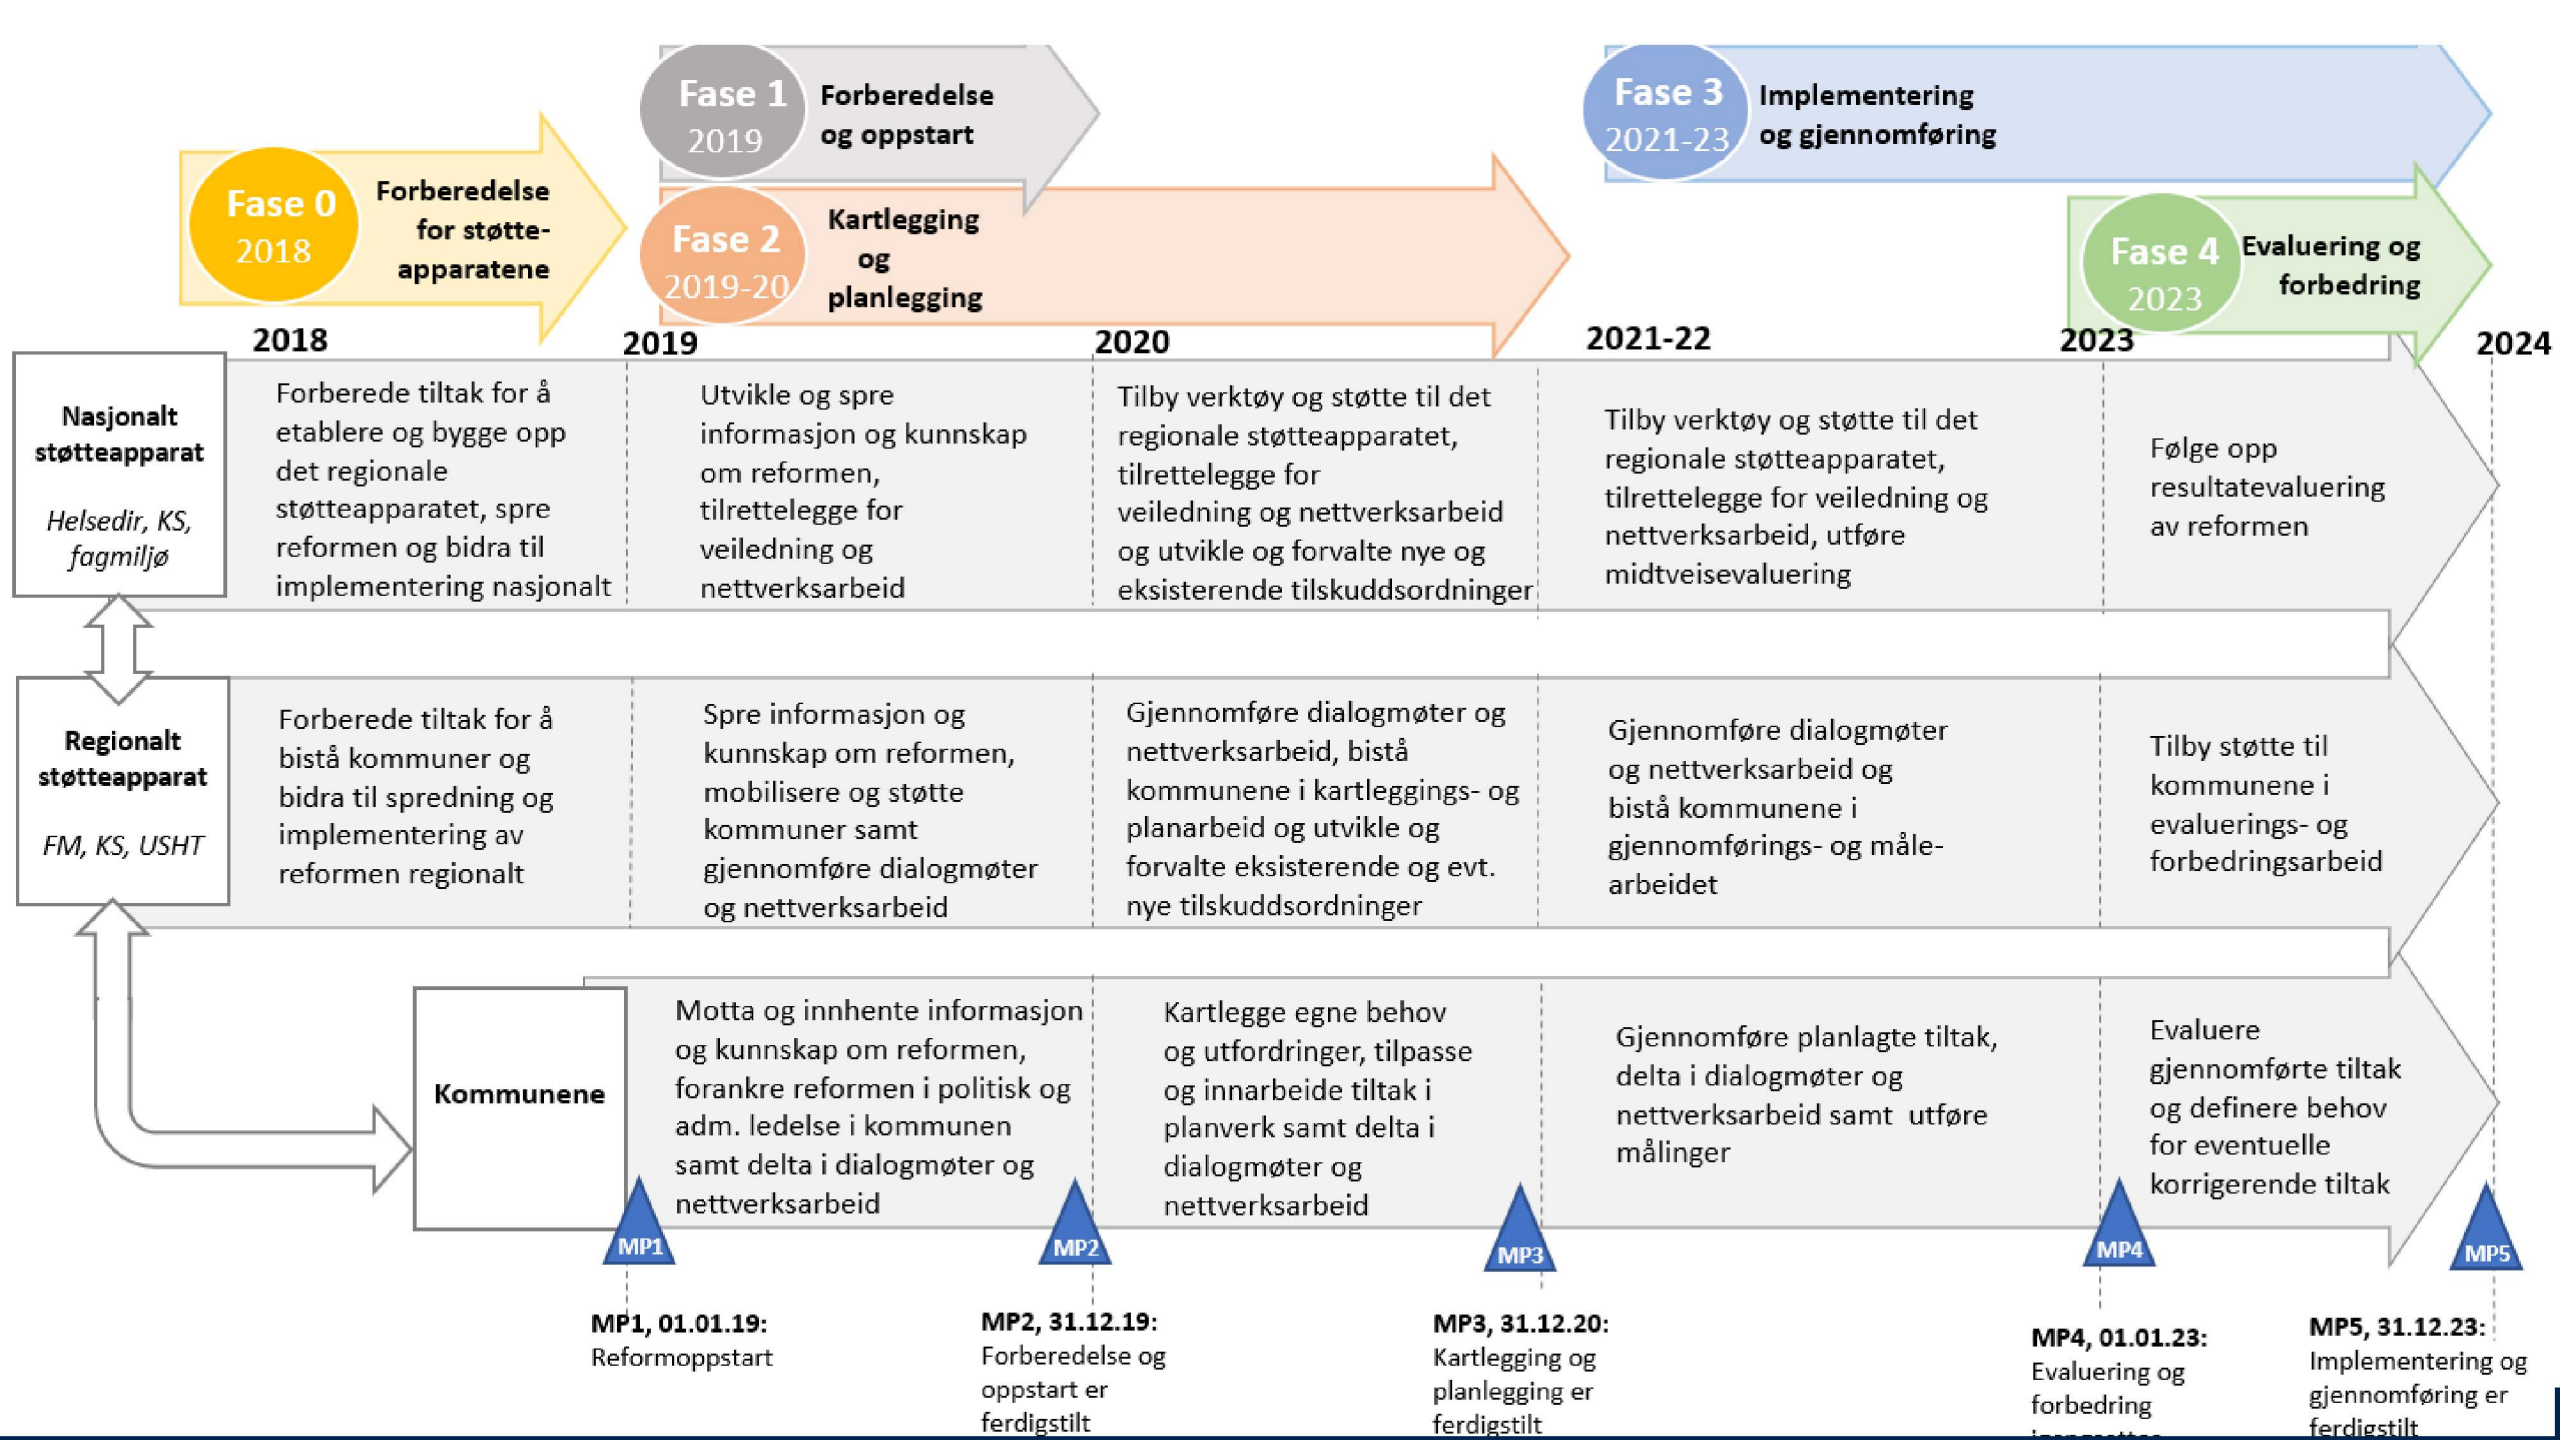 Fase 0
2018
Forberedelse
for støtte-
apparatene
Fase 1
2019
Forberedelse
og oppstart
Fase 2
2019-20
Kartlegging
og
planlegging
Fase 3
2021-23
Implementering
og gjennomføring
Fase 4
2023
Evaluering og
forbedring
2018
2019
2020
2021-22
2023
2024
Nasjonalt
støtteapparat
Helsedir, KS,
fagmiljø
Forberede tiltak for å
etablere og bygge opp
det regionale
støtteapparatet, spre
reformen og bidra til
implementering nasjonalt
Utvikle og spre
informasjon og kunnskap
om reformen,
tilrettelegge for
veiledning og
nettverksarbeid
Tilby verktøy og støtte til det
regionale støtteapparatet,
tilrettelegge for
veiledning og nettverksarbeid
og utvikle og forvalte nye og
eksisterende tilskuddsordninger
Tilby verktøy og støtte til det
regionale støtteapparatet,
tilrettelegge for veiledning og
nettverksarbeid, utføre
midtveisevaluering
Følge opp
resultatevaluering
av reformen
Regionalt
støtteapparat
FM, KS, USHT
Forberede tiltak for å
bistå kommuner og
bidra til spredning og
implementering av
reformen regionalt
Spre informasjon og
kunnskap om reformen,
mobilisere og støtte
kommuner samt
gjennomføre dialogmøter
og nettverksarbeid
Gjennomføre dialogmøter og
nettverksarbeid, bistå
kommunene i kartleggings- og
planarbeid og utvikle og
forvalte eksisterende og evt.
nye tilskuddsordninger
Gjennomføre dialogmøter
og nettverksarbeid og
bistå kommunene i
gjennomførings- og måle-
arbeidet
Tilby støtte til
kommunene i
evaluerings- og
forbedringsarbeid
Kommunene
Motta og innhente informasjon
og kunnskap om reformen,
forankre reformen i politisk og
adm. ledelse i kommunen
samt delta i dialogmøter og
nettverksarbeid
Kartlegge egne behov
og utfordringer, tilpasse
og innarbeide tiltak i
planverk samt delta i
dialogmøter og
nettverksarbeid
Gjennomføre planlagte tiltak,
delta i dialogmøter og
nettverksarbeid samt  utføre
målinger
Evaluere
gjennomførte tiltak
og definere behov
for eventuelle
korrigerende tiltak
MP1
MP2
MP3
MP4
MP5
MP1, 01.01.19:
Reformoppstart
MP2, 31.12.19:
Forberedelse og
oppstart er
ferdigstilt
MP3, 31.12.20:
Kartlegging og
planlegging er
ferdigstilt
MP4, 01.01.23:
Evaluering og
forbedring
MP5, 31.12.23:
Implementering og
gjennomføring er
ferdigstilt